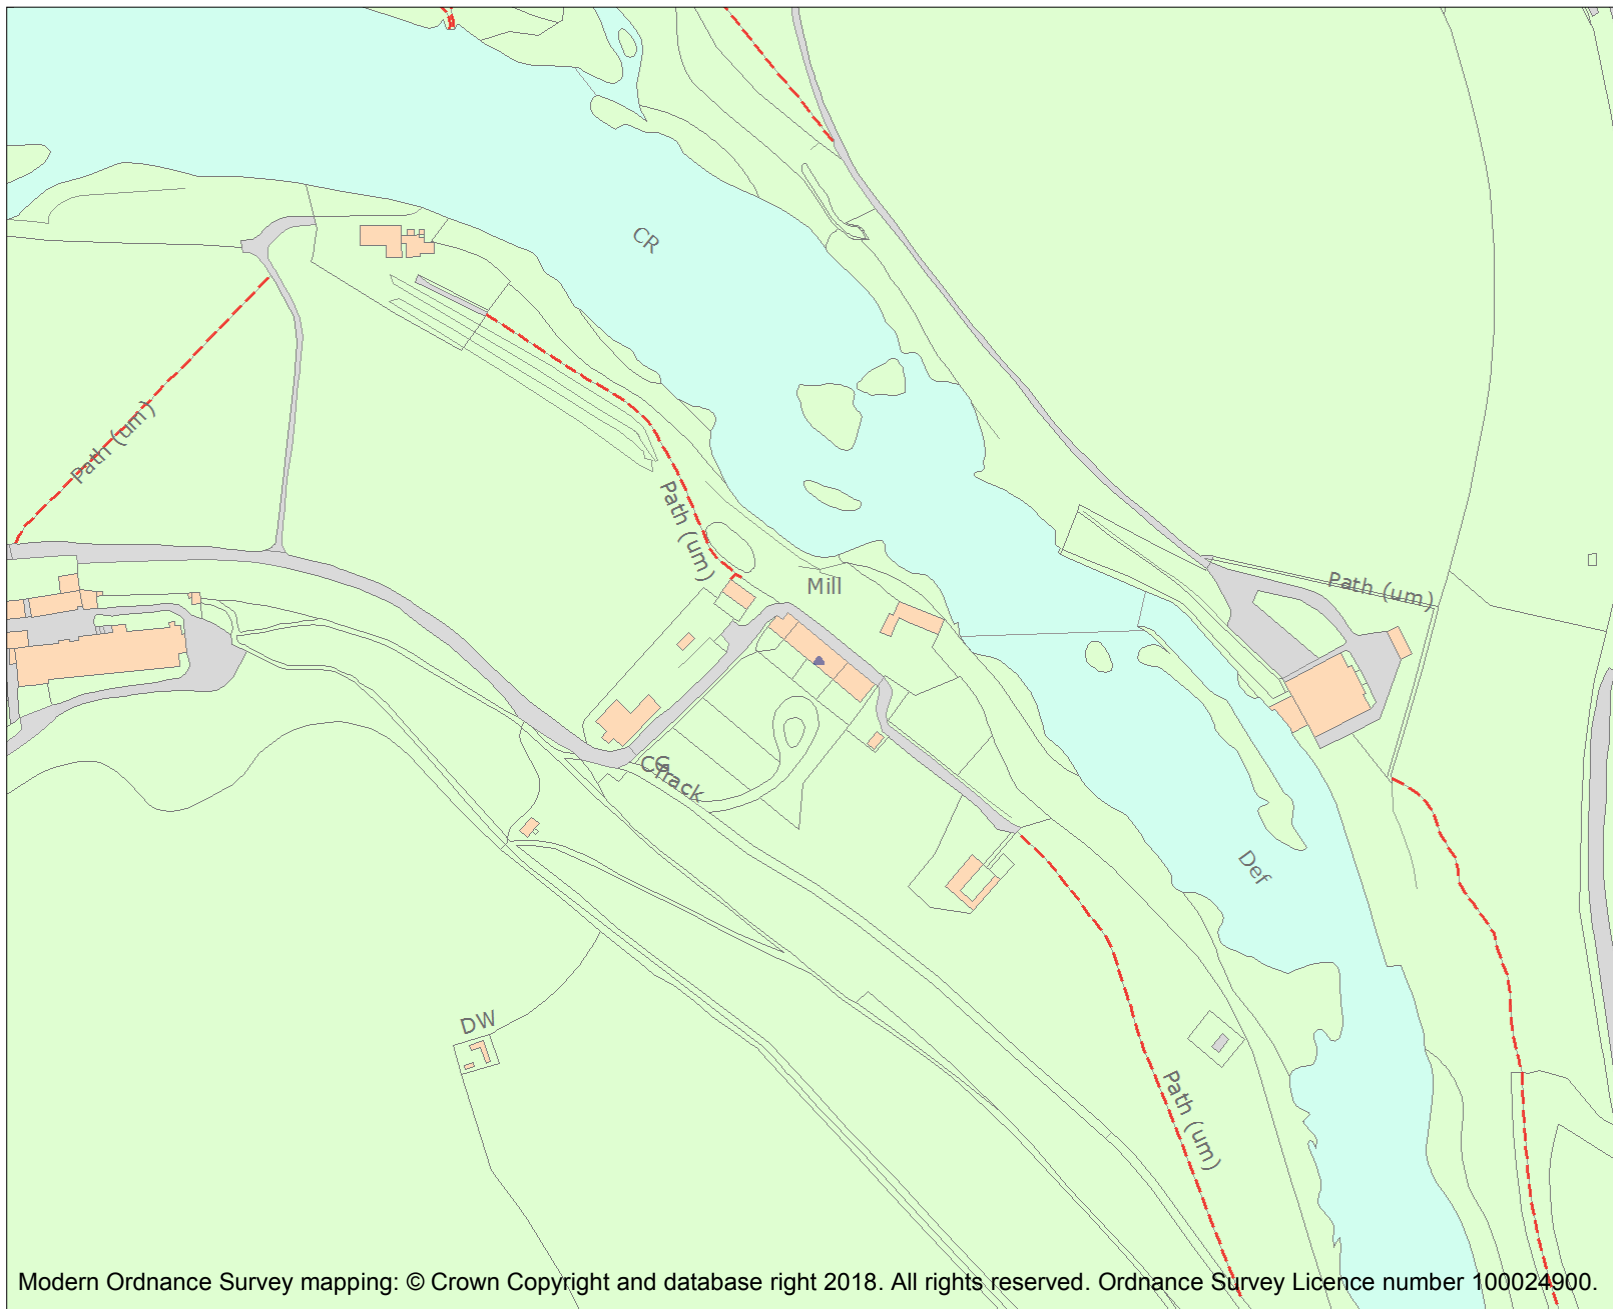 CR
Path (um)
Path (um)
Mill
Path (um)
Track
Def
DW
Path (um)
Modern Ordnance Survey mapping: © Crown Copyright and database right 2018. All rights reserved. Ordnance Survey Licence number 100024900.